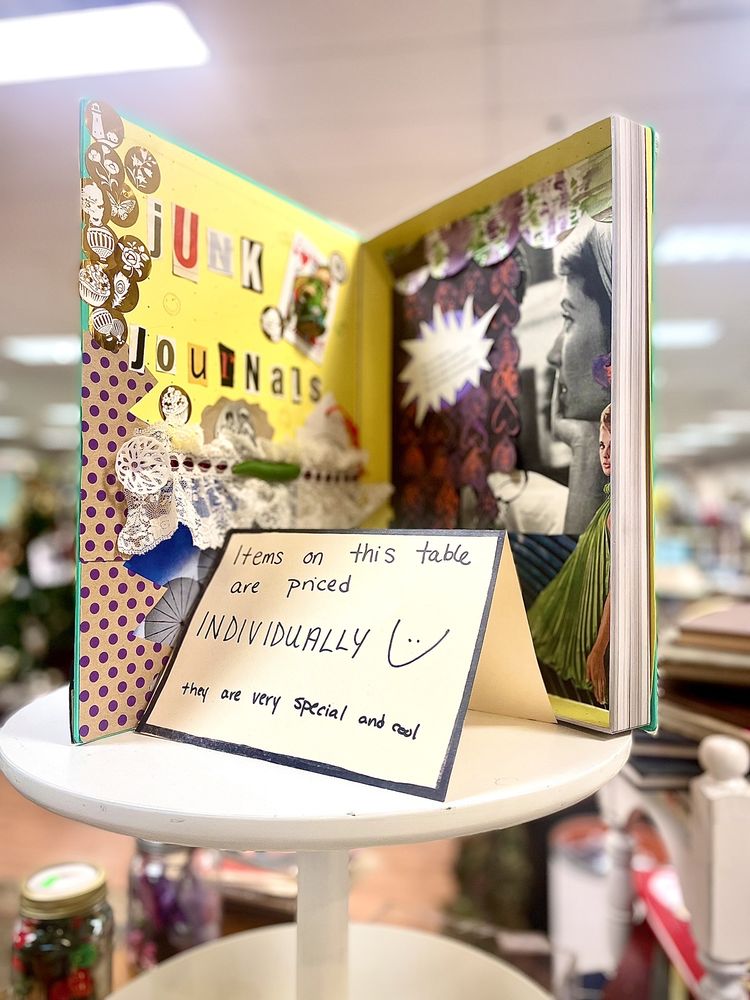 jUNK
JOurNals
Items on this table
are priced
INDIVIDUALLY
they are very special and cool